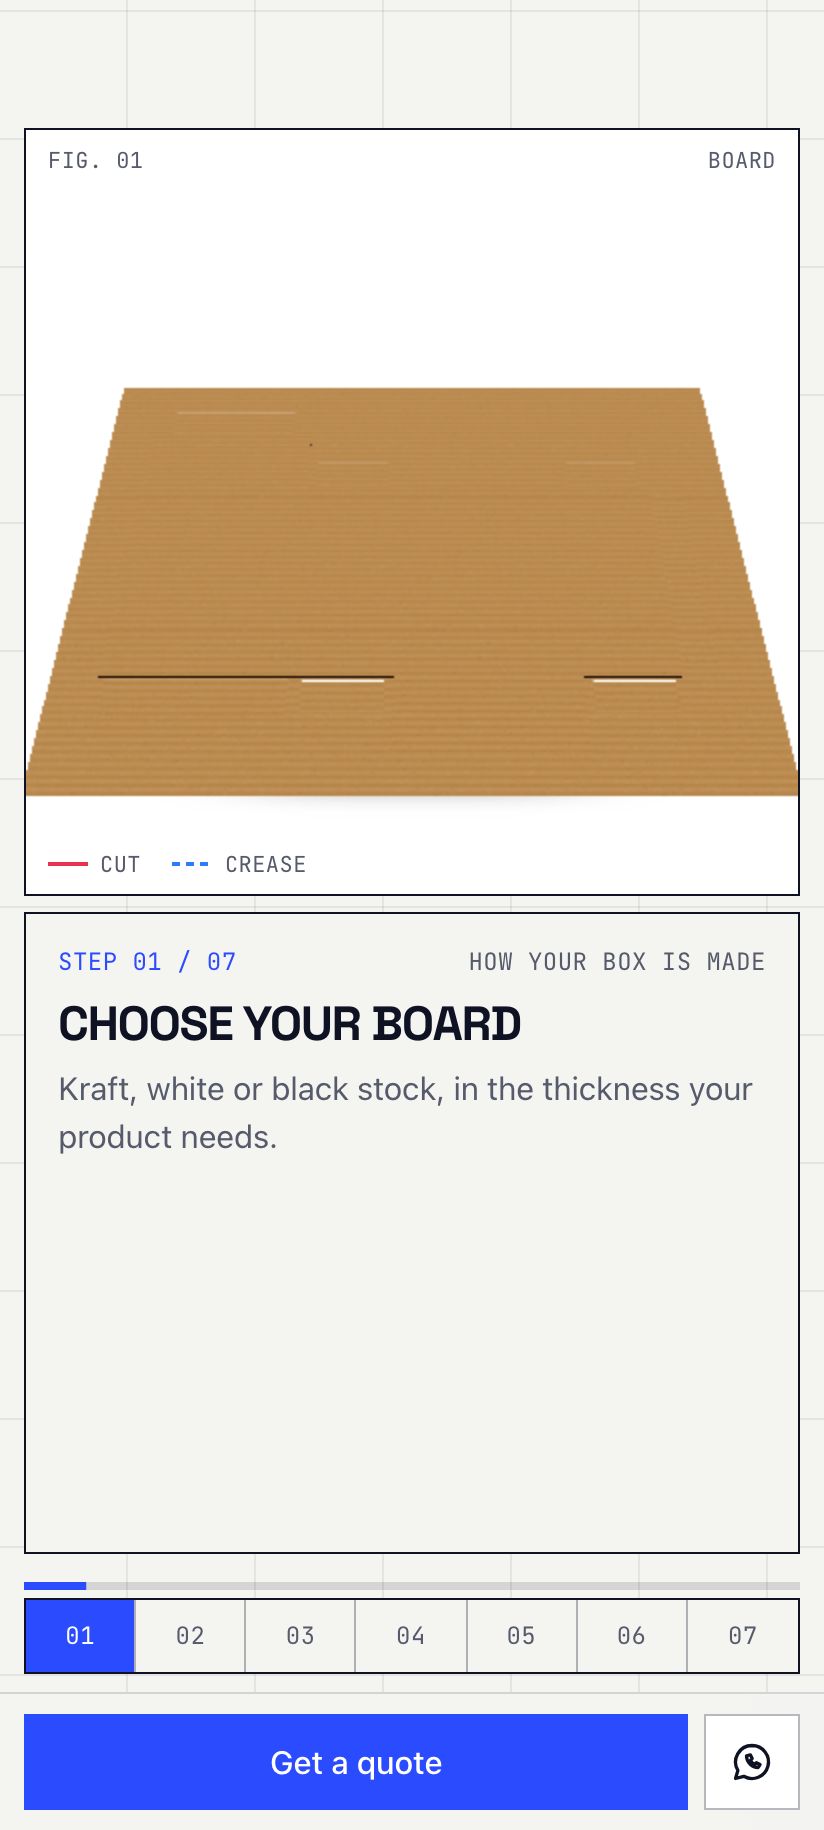 FIG. 01 BOARD
CUT CREASE
STEP 01 / 07 HOW YOUR BOX IS MADE
CHOOSE YOUR BOARD
Kraft, white or black stock, in the thickness your
product needs.
01 02 03 04 05 06 07
Get a quote